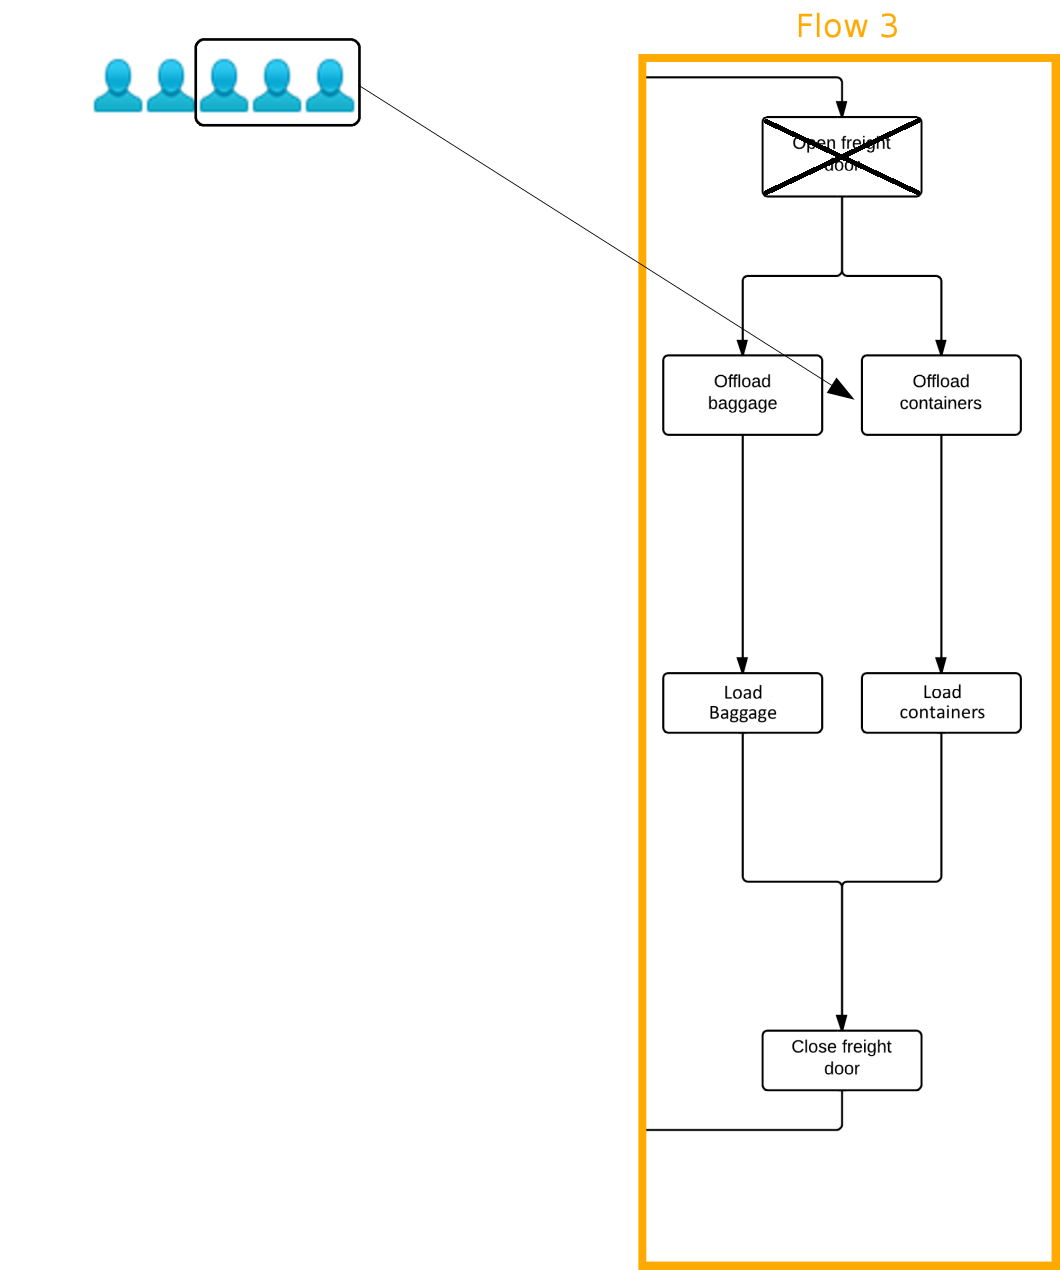 Flow 3
Open freight
door
Offload
baggage
Offload
containers
Load
Baggage
Load
containers
Close freight
door